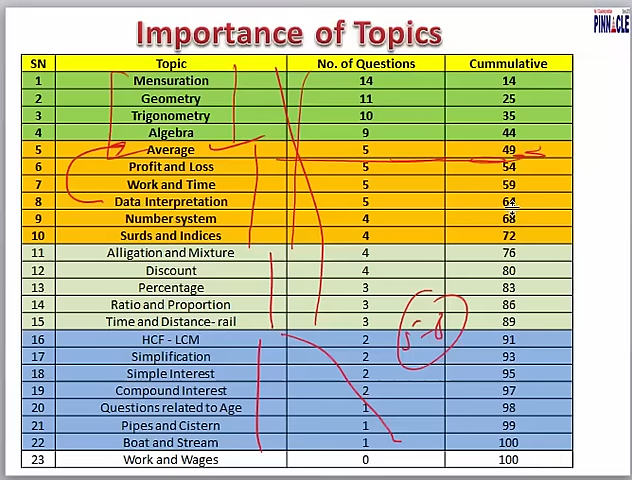 Importance of Topics
PINNACLE
SN Topic No. of Questions Cummulative
1 Mensuration 14 14
2 Geometry 11 25
3 Trigonometry 10 35
4 Algebra 9 44
5 Average 5 49
6 Profit and Loss 5 54
7 Work and Time 5 59
8 Data Interpretation 5 64
9 Number system 4 68
10 Surds and Indices 4 72
11 Alligation and Mixture 4 76
12 Discount 4 80
13 Percentage 3 83
14 Ratio and Proportion 3 86
15 Time and Distance- rail 3 89
16 HCF - LCM 2 91
17 Simplification 2 93
18 Simple Interest 2 95
19 Compound Interest 2 97
20 Questions related to Age 1 98
21 Pipes and Cistern 1 99
22 Boat and Stream 1 100
23 Work and Wages 0 100